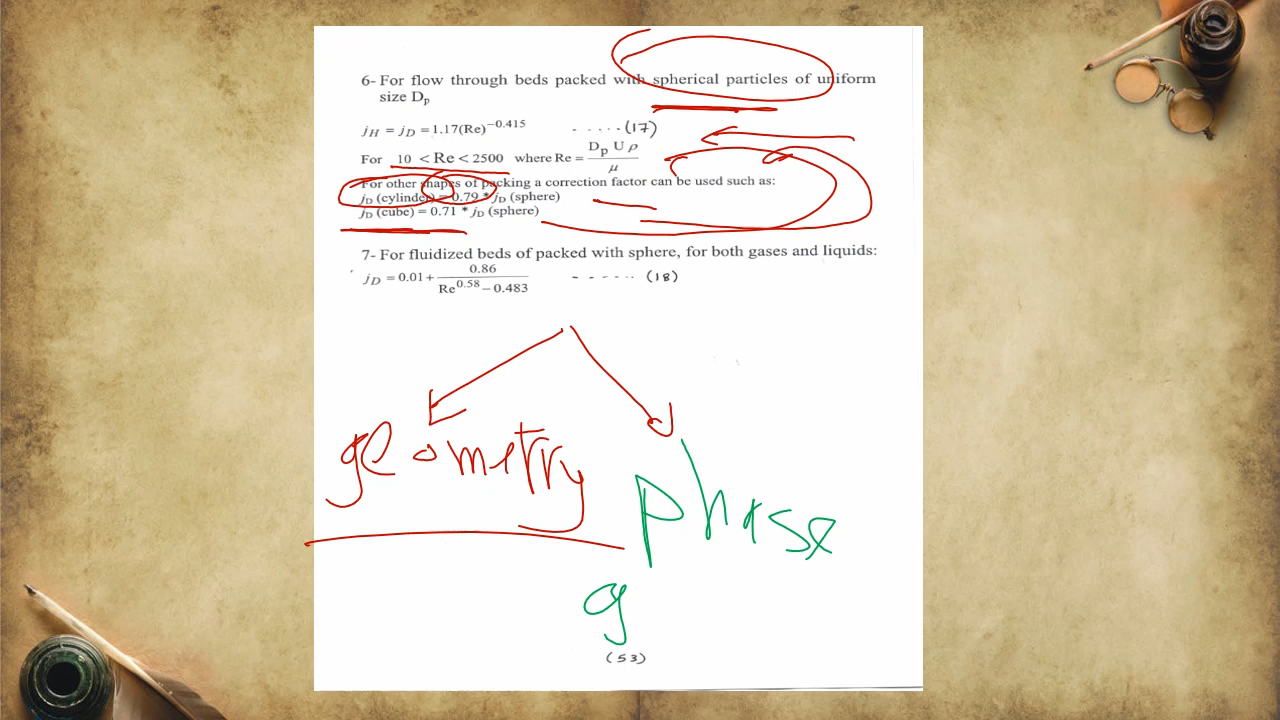 6- For flow through beds packed with spherical particles of uniform
size Dp
jH = jD = 1.17(Re)^−0.415 - - - - - (17)
For 10 < Re < 2500 where Re = Dp U ρ / μ
For other shapes of packing a correction factor can be used such as:
jD (cylinder) = 0.79 * jD (sphere)
jD (cube) = 0.71 * jD (sphere)
7- For fluidized beds of packed with sphere, for both gases and liquids:
jD = 0.01 + 0.86 / Re^0.58 − 0.483 - - - - - - (18)
geometry
phase
g
(53)